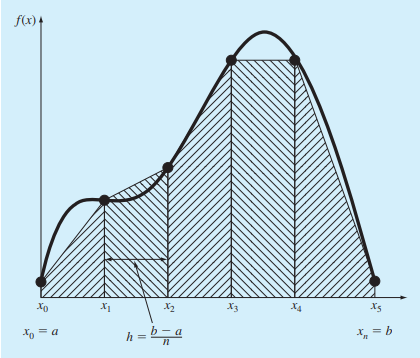 f(x)
x₀ x₁ x₂ x₃ x₄ x₅
x₀ = a h = b − a / n xₙ = b